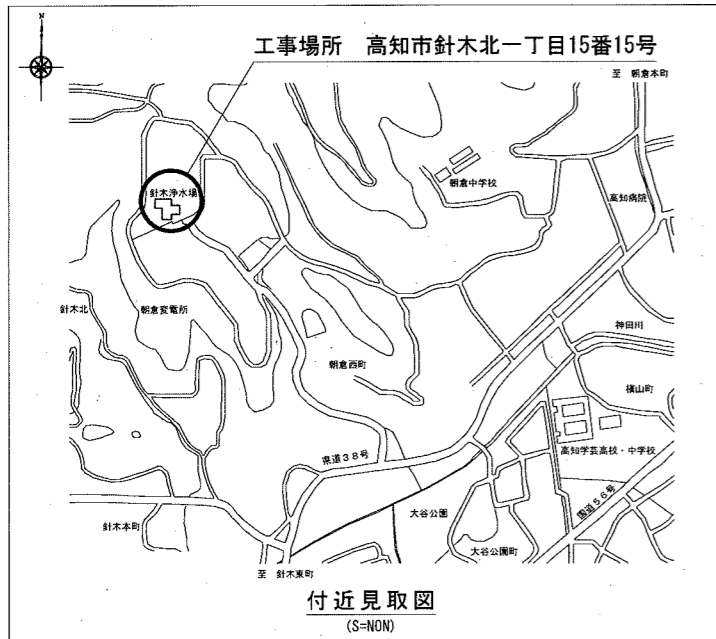 工事場所 高知市針木北一丁目15番15号
N
至 朝倉本町
朝倉中学校
針木浄水場
高知病院
針木北
朝倉変電所
神田川
朝倉西町
横山町
県道38号
高知学芸高校・中学校
国道56号
大谷公園
針木本町
大谷公園町
至 針木東町
付近見取図
(S=NON)